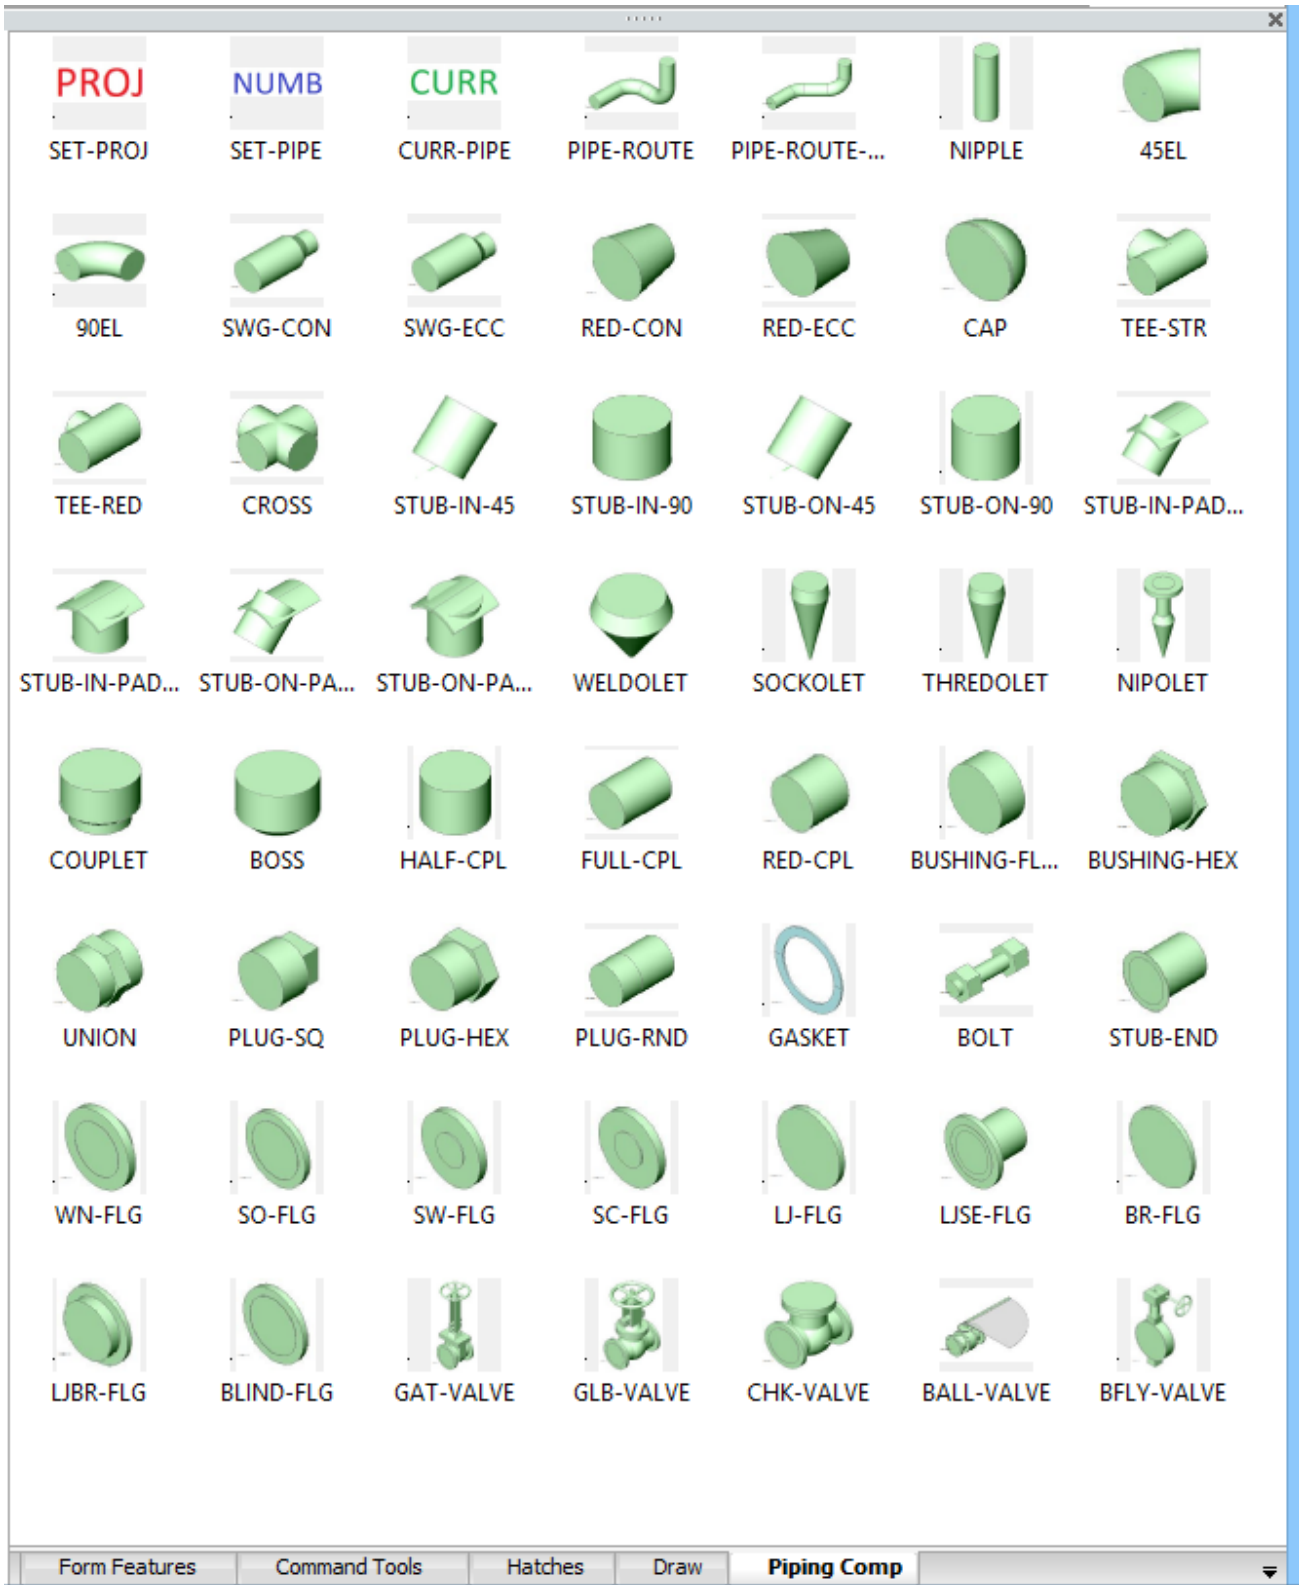 PROJ NUMB CURR
SET-PROJ SET-PIPE CURR-PIPE PIPE-ROUTE PIPE-ROUTE-... NIPPLE 45EL
90EL SWG-CON SWG-ECC RED-CON RED-ECC CAP TEE-STR
TEE-RED CROSS STUB-IN-45 STUB-IN-90 STUB-ON-45 STUB-ON-90 STUB-IN-PAD...
STUB-IN-PAD... STUB-ON-PA... STUB-ON-PA... WELDOLET SOCKOLET THREDOLET NIPOLET
COUPLET BOSS HALF-CPL FULL-CPL RED-CPL BUSHING-FL... BUSHING-HEX
UNION PLUG-SQ PLUG-HEX PLUG-RND GASKET BOLT STUB-END
WN-FLG SO-FLG SW-FLG SC-FLG LJ-FLG LJSE-FLG BR-FLG
LJBR-FLG BLIND-FLG GAT-VALVE GLB-VALVE CHK-VALVE BALL-VALVE BFLY-VALVE
Form Features Command Tools Hatches Draw Piping Comp